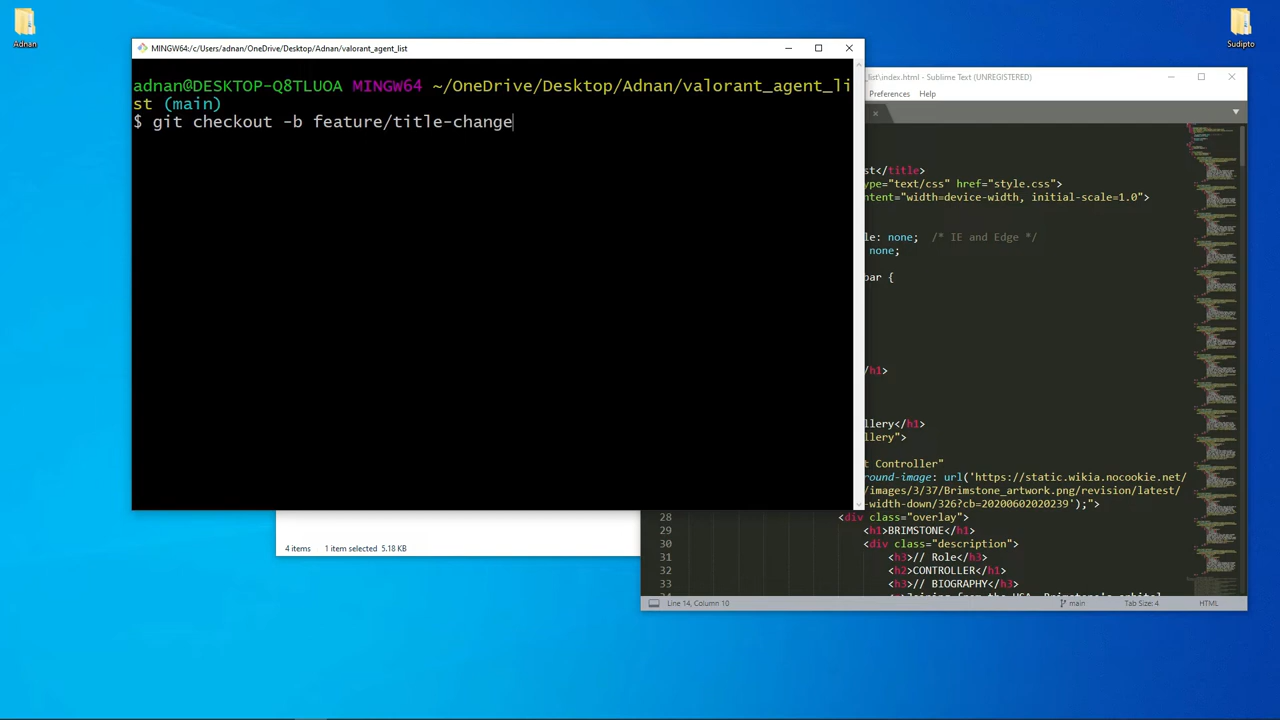 Adnan
Sudipto
MINGW64:/c/Users/adnan/OneDrive/Desktop/Adnan/valorant_agent_list
adnan@DESKTOP-Q8TLUOA MINGW64 ~/OneDrive/Desktop/Adnan/valorant_agent_li
st (main)
$ git checkout -b feature/title-change
4 items 1 item selected 5.18 KB
_list\index.html - Sublime Text (UNREGISTERED)
Preferences Help
st</title>
ype="text/css" href="style.css">
ontent="width=device-width, initial-scale=1.0">
le: none; /* IE and Edge */
none;
bar {
</h1>
llery</h1>
llery">
t Controller"
round-image: url('https://static.wikia.nocookie.net/
/images/3/37/Brimstone_artwork.png/revision/latest/
width-down/326?cb=20200602020239');">
28 <div class="overlay">
29 <h1>BRIMSTONE</h1>
30 <div class="description">
31 <h3>// Role</h3>
32 <h2>CONTROLLER</h1>
33 <h3>// BIOGRAPHY</h3>
Line 14, Column 10 main Tab Size: 4 HTML